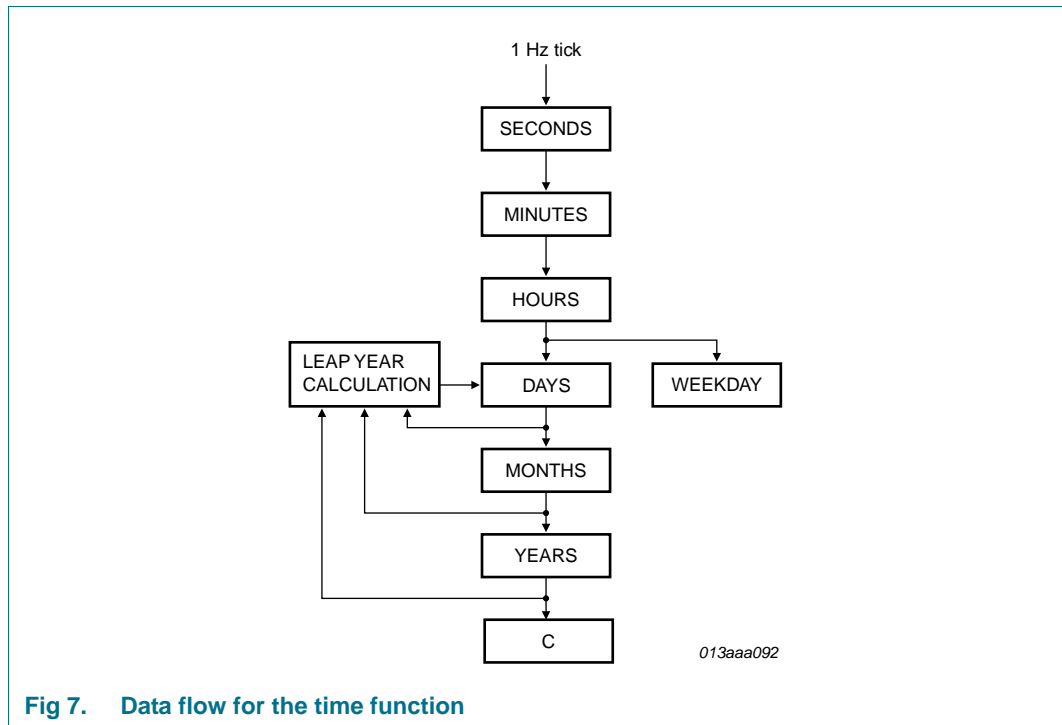 1 Hz tick
SECONDS
MINUTES
HOURS
LEAP YEAR
CALCULATION
DAYS
WEEKDAY
MONTHS
YEARS
C
013aaa092
Fig 7. Data flow for the time function